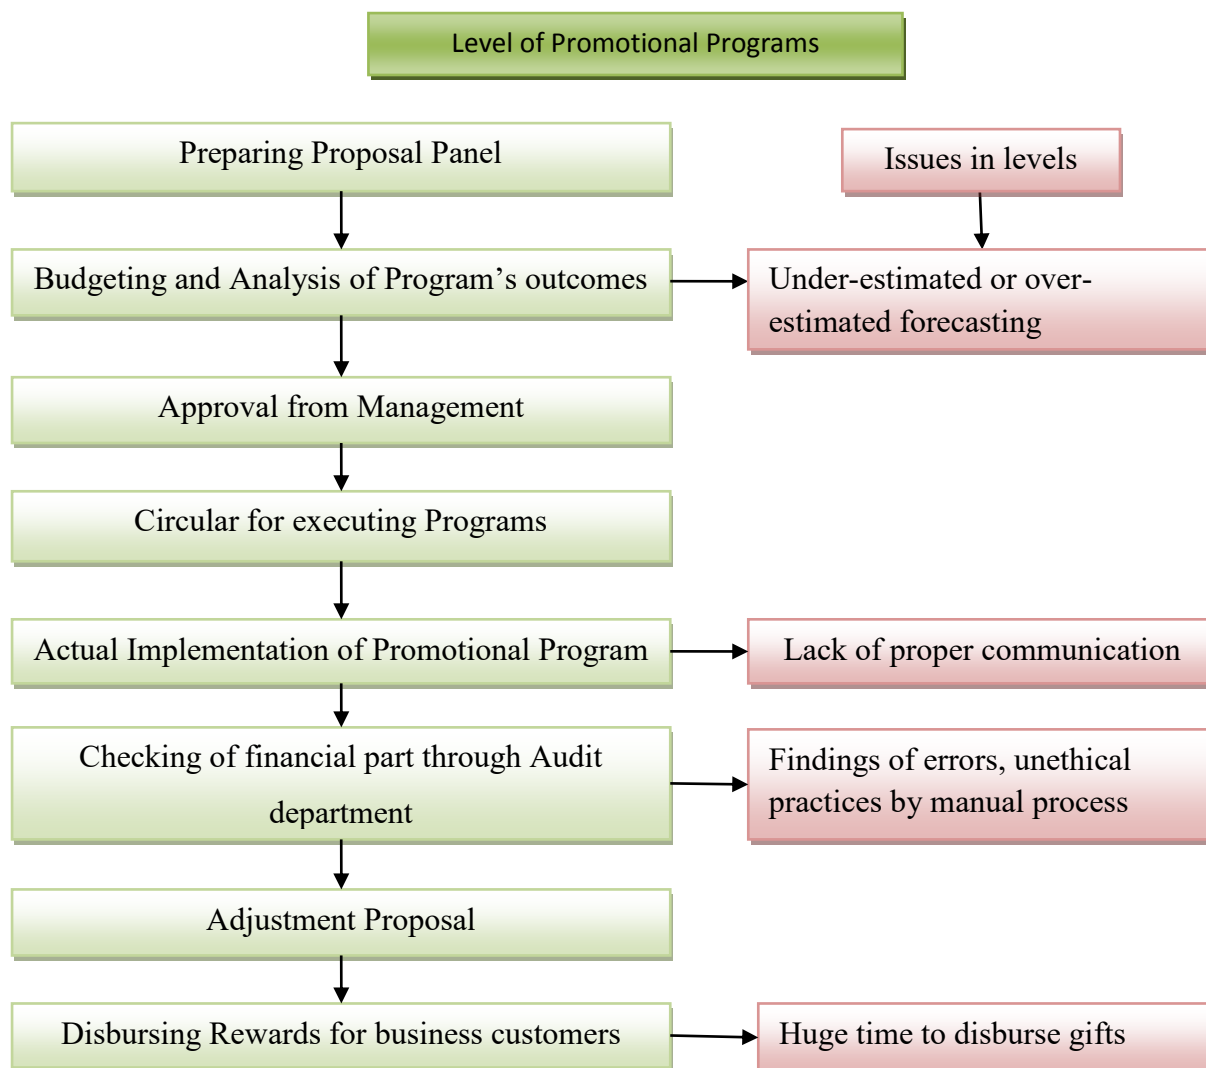 Level of Promotional Programs
Preparing Proposal Panel
Issues in levels
Budgeting and Analysis of Program’s outcomes
Under-estimated or over-
estimated forecasting
Approval from Management
Circular for executing Programs
Actual Implementation of Promotional Program
Lack of proper communication
Checking of financial part through Audit
department
Findings of errors, unethical
practices by manual process
Adjustment Proposal
Disbursing Rewards for business customers
Huge time to disburse gifts